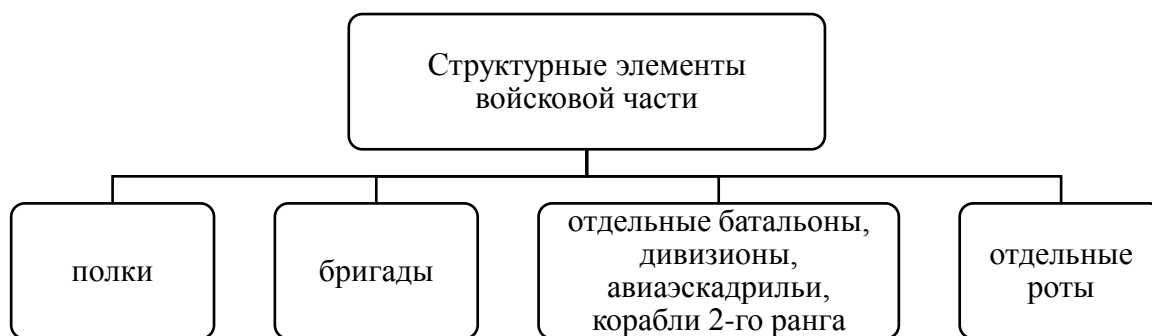 Структурные элементы
войсковой части
полки
бригады
отдельные батальоны,
дивизионы,
авиаэскадрильи,
корабли 2-го ранга
отдельные
роты